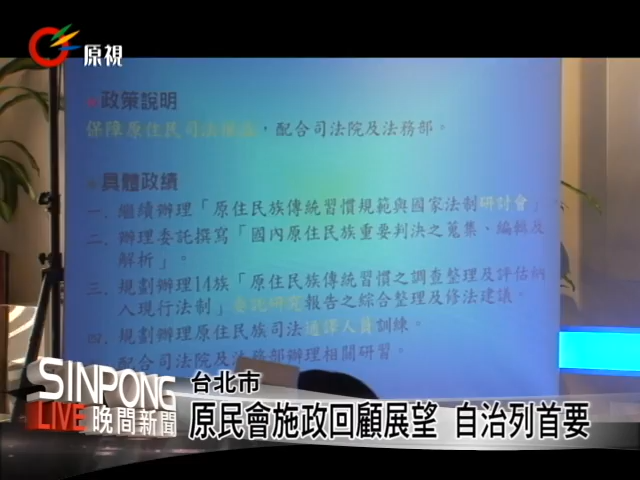 原視
政策說明
保障原住民司法權益，配合司法院及法務部。
具體政績
一、繼續辦理「原住民族傳統習慣規範與國家法制研討會」。
二、辦理委託撰寫「國內原住民族重要判決之蒐集、編輯及
解析」。
三、規劃辦理14族「原住民族傳統習慣之調查整理及評估納
入現行法制」委託研究報告之綜合整理及修法建議。
四、規劃辦理原住民族司法通譯人員訓練。
配合司法院及法務部辦理相關研習。
SINPONG
LIVE晚間新聞
台北市
原民會施政回顧展望 自治列首要